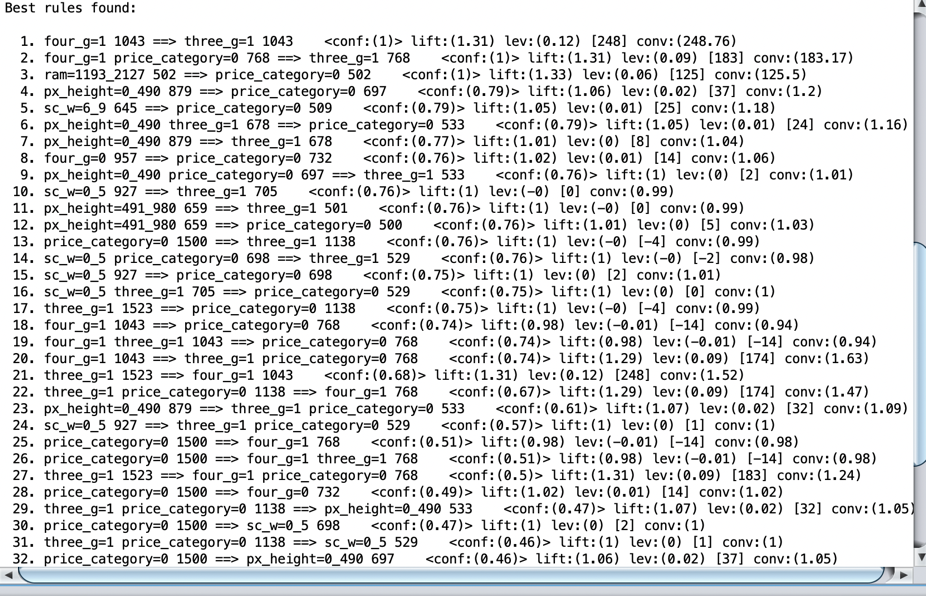 Best rules found:
1. four_g=1 1043 ==> three_g=1 1043 <conf:(1)> lift:(1.31) lev:(0.12) [248] conv:(248.76)
2. four_g=1 price_category=0 768 ==> three_g=1 768 <conf:(1)> lift:(1.31) lev:(0.09) [183] conv:(183.17)
3. ram=1193_2127 502 ==> price_category=0 502 <conf:(1)> lift:(1.33) lev:(0.06) [125] conv:(125.5)
4. px_height=0_490 879 ==> price_category=0 697 <conf:(0.79)> lift:(1.06) lev:(0.02) [37] conv:(1.2)
5. sc_w=6_9 645 ==> price_category=0 509 <conf:(0.79)> lift:(1.05) lev:(0.01) [25] conv:(1.18)
6. px_height=0_490 three_g=1 678 ==> price_category=0 533 <conf:(0.79)> lift:(1.05) lev:(0.01) [24] conv:(1.16)
7. px_height=0_490 879 ==> three_g=1 678 <conf:(0.77)> lift:(1.01) lev:(0) [8] conv:(1.04)
8. four_g=0 957 ==> price_category=0 732 <conf:(0.76)> lift:(1.02) lev:(0.01) [14] conv:(1.06)
9. px_height=0_490 price_category=0 697 ==> three_g=1 533 <conf:(0.76)> lift:(1) lev:(0) [2] conv:(1.01)
10. sc_w=0_5 927 ==> three_g=1 705 <conf:(0.76)> lift:(1) lev:(-0) [0] conv:(0.99)
11. px_height=491_980 659 ==> three_g=1 501 <conf:(0.76)> lift:(1) lev:(-0) [0] conv:(0.99)
12. px_height=491_980 659 ==> price_category=0 500 <conf:(0.76)> lift:(1.01) lev:(0) [5] conv:(1.03)
13. price_category=0 1500 ==> three_g=1 1138 <conf:(0.76)> lift:(1) lev:(-0) [-4] conv:(0.99)
14. sc_w=0_5 price_category=0 698 ==> three_g=1 529 <conf:(0.76)> lift:(1) lev:(-0) [-2] conv:(0.98)
15. sc_w=0_5 927 ==> price_category=0 698 <conf:(0.75)> lift:(1) lev:(0) [2] conv:(1.01)
16. sc_w=0_5 three_g=1 705 ==> price_category=0 529 <conf:(0.75)> lift:(1) lev:(0) [0] conv:(1)
17. three_g=1 1523 ==> price_category=0 1138 <conf:(0.75)> lift:(1) lev:(-0) [-4] conv:(0.99)
18. four_g=1 1043 ==> price_category=0 768 <conf:(0.74)> lift:(0.98) lev:(-0.01) [-14] conv:(0.94)
19. four_g=1 three_g=1 1043 ==> price_category=0 768 <conf:(0.74)> lift:(0.98) lev:(-0.01) [-14] conv:(0.94)
20. four_g=1 1043 ==> three_g=1 price_category=0 768 <conf:(0.74)> lift:(1.29) lev:(0.09) [174] conv:(1.63)
21. three_g=1 1523 ==> four_g=1 1043 <conf:(0.68)> lift:(1.31) lev:(0.12) [248] conv:(1.52)
22. three_g=1 price_category=0 1138 ==> four_g=1 768 <conf:(0.67)> lift:(1.29) lev:(0.09) [174] conv:(1.47)
23. px_height=0_490 879 ==> three_g=1 price_category=0 533 <conf:(0.61)> lift:(1.07) lev:(0.02) [32] conv:(1.09)
24. sc_w=0_5 927 ==> three_g=1 price_category=0 529 <conf:(0.57)> lift:(1) lev:(0) [1] conv:(1)
25. price_category=0 1500 ==> four_g=1 768 <conf:(0.51)> lift:(0.98) lev:(-0.01) [-14] conv:(0.98)
26. price_category=0 1500 ==> four_g=1 three_g=1 768 <conf:(0.51)> lift:(0.98) lev:(-0.01) [-14] conv:(0.98)
27. three_g=1 1523 ==> four_g=1 price_category=0 768 <conf:(0.5)> lift:(1.31) lev:(0.09) [183] conv:(1.24)
28. price_category=0 1500 ==> four_g=0 732 <conf:(0.49)> lift:(1.02) lev:(0.01) [14] conv:(1.02)
29. three_g=1 price_category=0 1138 ==> px_height=0_490 533 <conf:(0.47)> lift:(1.07) lev:(0.02) [32] conv:(1.05)
30. price_category=0 1500 ==> sc_w=0_5 698 <conf:(0.47)> lift:(1) lev:(0) [2] conv:(1)
31. three_g=1 price_category=0 1138 ==> sc_w=0_5 529 <conf:(0.46)> lift:(1) lev:(0) [1] conv:(1)
32. price_category=0 1500 ==> px_height=0_490 697 <conf:(0.46)> lift:(1.06) lev:(0.02) [37] conv:(1.05)